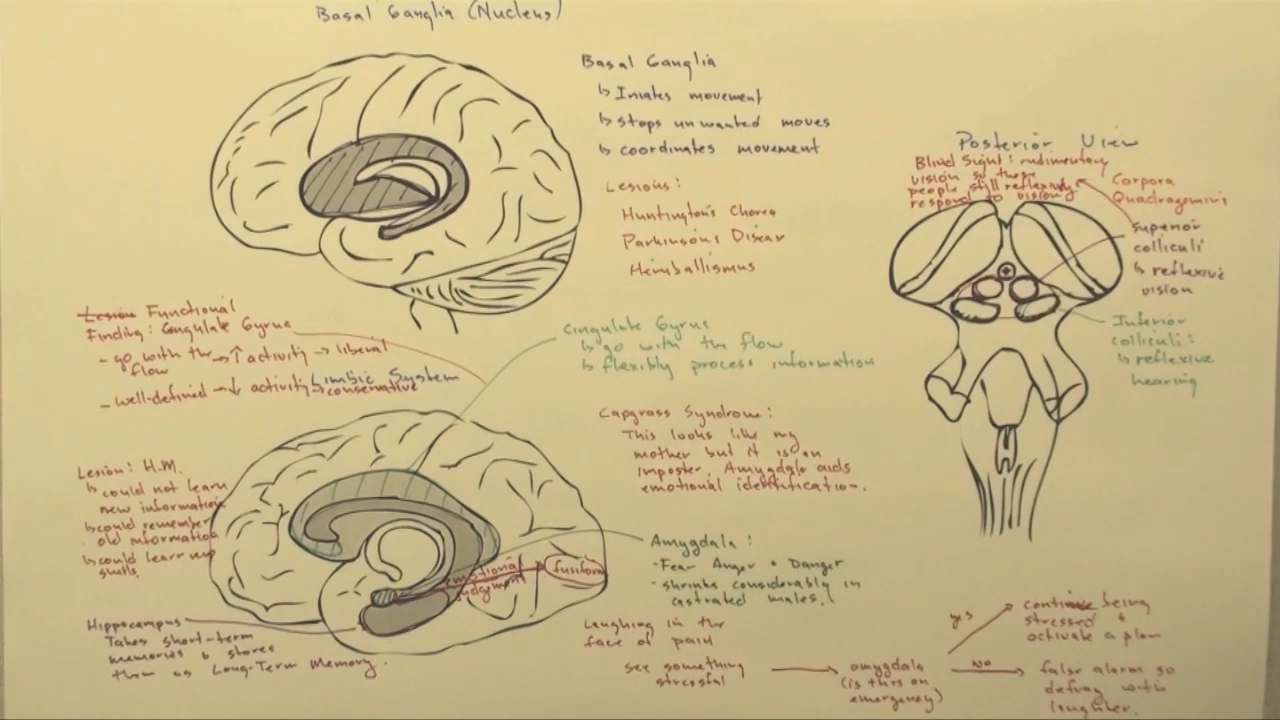 Basal Ganglia (Nucleus)
Basal Ganglia
↳ Iniates movement
↳ stops unwanted moves
↳ coordinates movement
Lesions:
Huntington's Chorea
Parkinson's Disease
Hemballismus
Posterior View
Blind Sight: rudimentary
vision so these
people still reflexively
respond to vision
Corpora
Superior
colliculi
↳ reflexive
vision
Inferior
colliculi:
↳ reflexive
hearing
Lesion Functional
Finding: Cingulate Gyrus
- go with the → ↑ activity → liberal
flow
- well-defined → ↓ activity → conservative
Limbic System
Cingulate Gyrus
↳ go with the flow
↳ flexibly process information
Capgrass Syndrome:
This looks like my
mother but it is an
imposter. Amygdala aids
emotional identification.
Lesion: H.M.
↳ could not learn
new information
↳ could remember
old information
↳ could learn new
skills.
emotional
judgement
fusiform
Amygdala:
- Fear Anger & Danger
- shrinks considerably in
castrated males.
Hippocampus
Takes short-term
memories & stores
them as Long-Term Memory.
Laughing in the
face of pain
see something
stressful
amygdala
(is this an
emergency)
yes
continue being
stressed &
activate a plan
No
false alarm so
defray with
laughter.